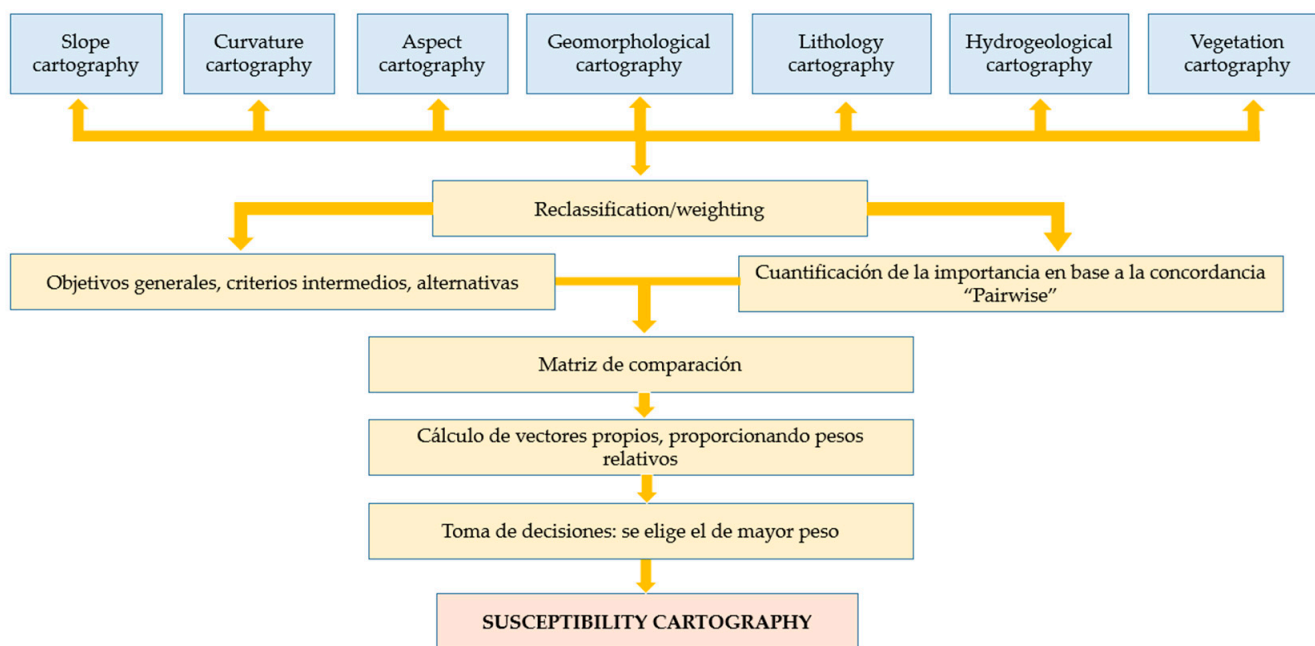 Slope
cartography
Curvature
cartography
Aspect
cartography
Geomorphological
cartography
Lithology
cartography
Hydrogeological
cartography
Vegetation
cartography
Reclassification/weighting
Objetivos generales, criterios intermedios, alternativas
Cuantificación de la importancia en base a la concordancia
“Pairwise”
Matriz de comparación
Cálculo de vectores propios, proporcionando pesos
relativos
Toma de decisiones: se elige el de mayor peso
SUSCEPTIBILITY CARTOGRAPHY